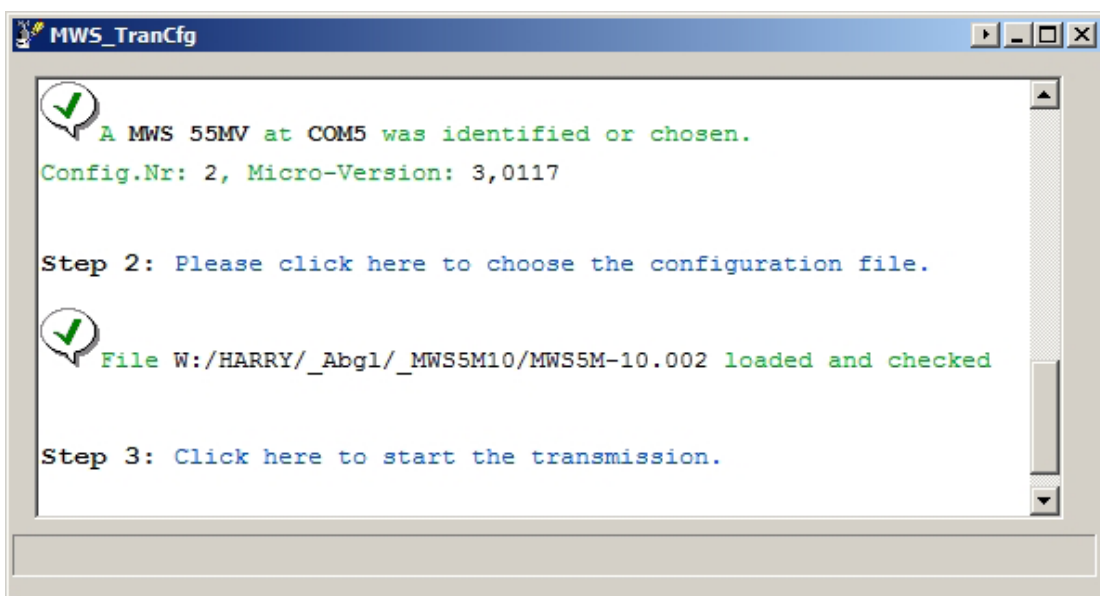 MWS_TranCfg
A MWS 55MV at COM5 was identified or chosen.
Config.Nr: 2, Micro-Version: 3,0117
Step 2: Please click here to choose the configuration file.
File W:/HARRY/_Abgl/_MWS5M10/MWS5M-10.002 loaded and checked
Step 3: Click here to start the transmission.